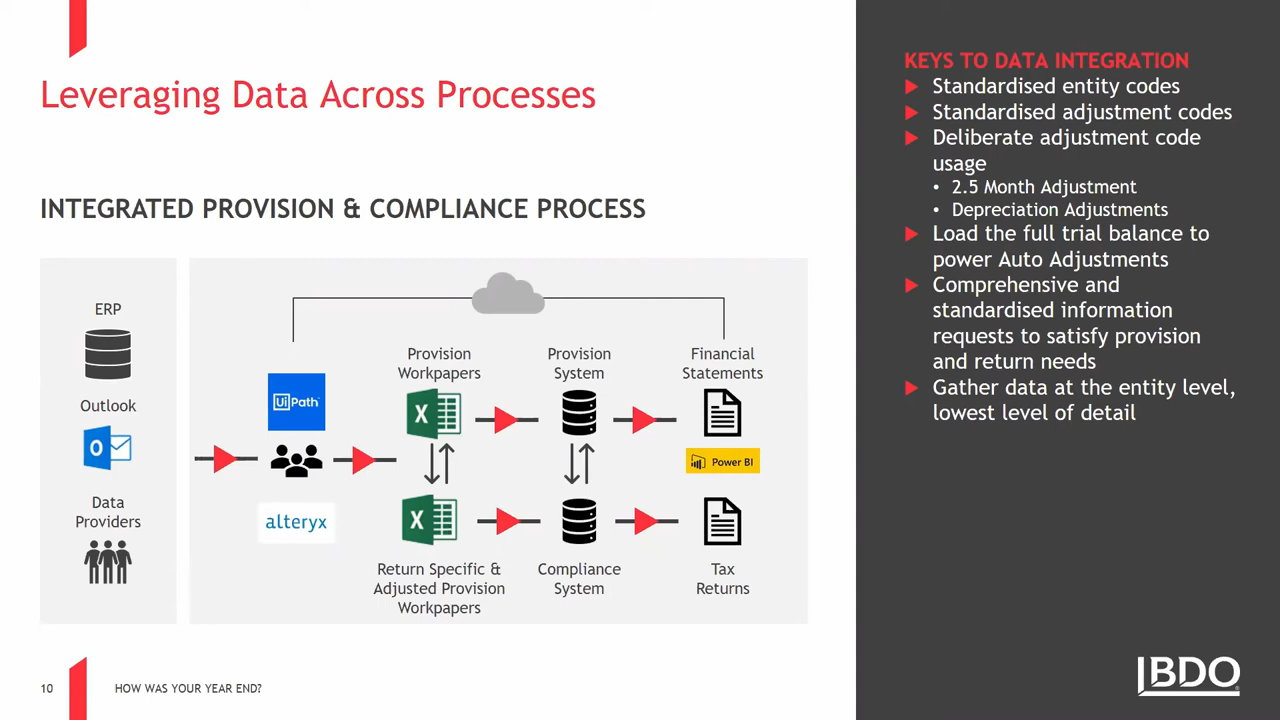 Leveraging Data Across Processes
INTEGRATED PROVISION & COMPLIANCE PROCESS
ERP
Outlook
O
Data
Providers
UiPath
alteryx
Provision
Workpapers
X
Provision
System
Financial
Statements
Power BI
X
Return Specific &
Adjusted Provision
Workpapers
Compliance
System
Tax
Returns
KEYS TO DATA INTEGRATION
Standardised entity codes
Standardised adjustment codes
Deliberate adjustment code
usage
• 2.5 Month Adjustment
• Depreciation Adjustments
Load the full trial balance to
power Auto Adjustments
Comprehensive and
standardised information
requests to satisfy provision
and return needs
Gather data at the entity level,
lowest level of detail
10
HOW WAS YOUR YEAR END?
BDO